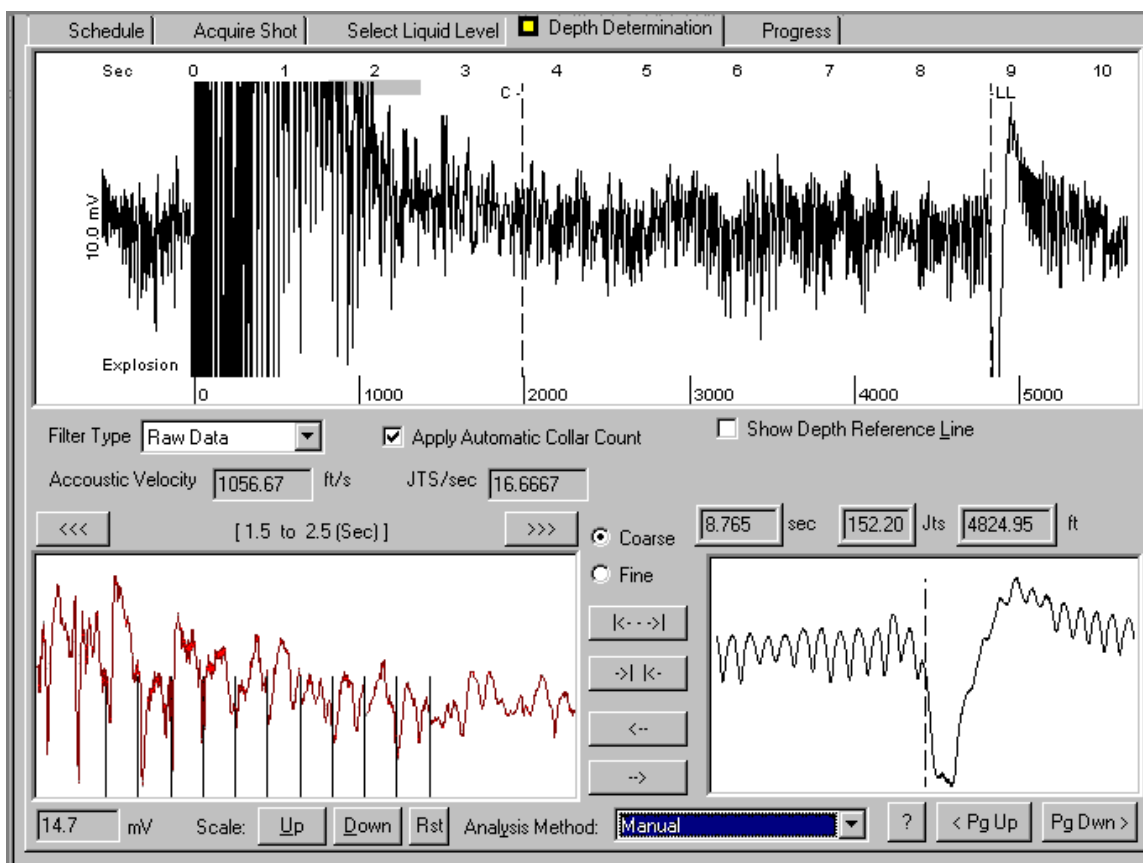 Schedule Acquire Shot Select Liquid Level Depth Determination Progress
Sec 0 1 2 3 4 5 6 7 8 9 10
C - -LL
10.0 mV
Explosion
0 1000 2000 3000 4000 5000
Filter Type Raw Data Apply Automatic Collar Count Show Depth Reference Line
Accoustic Velocity 1056.67 ft/s JTS/sec 16.6667
<<< [ 1.5 to 2.5 (Sec) ] >>> Coarse 8.765 sec 152.20 Jts 4824.95 ft
Fine
|<- - ->|
->| |<-
<--
-->
14.7 mV Scale: Up Down Rst Analysis Method: Manual ? < Pg Up Pg Dwn >